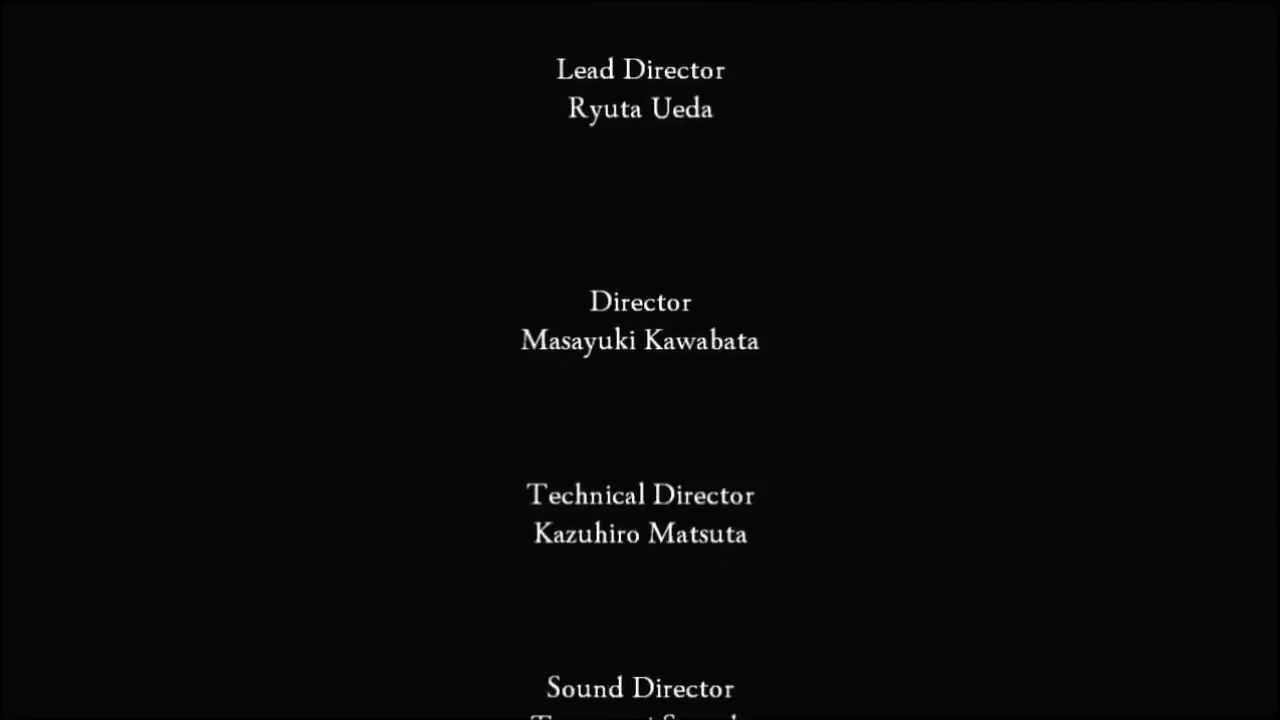 Lead Director
Ryuta Ueda
Director
Masayuki Kawabata
Technical Director
Kazuhiro Matsuta
Sound Director